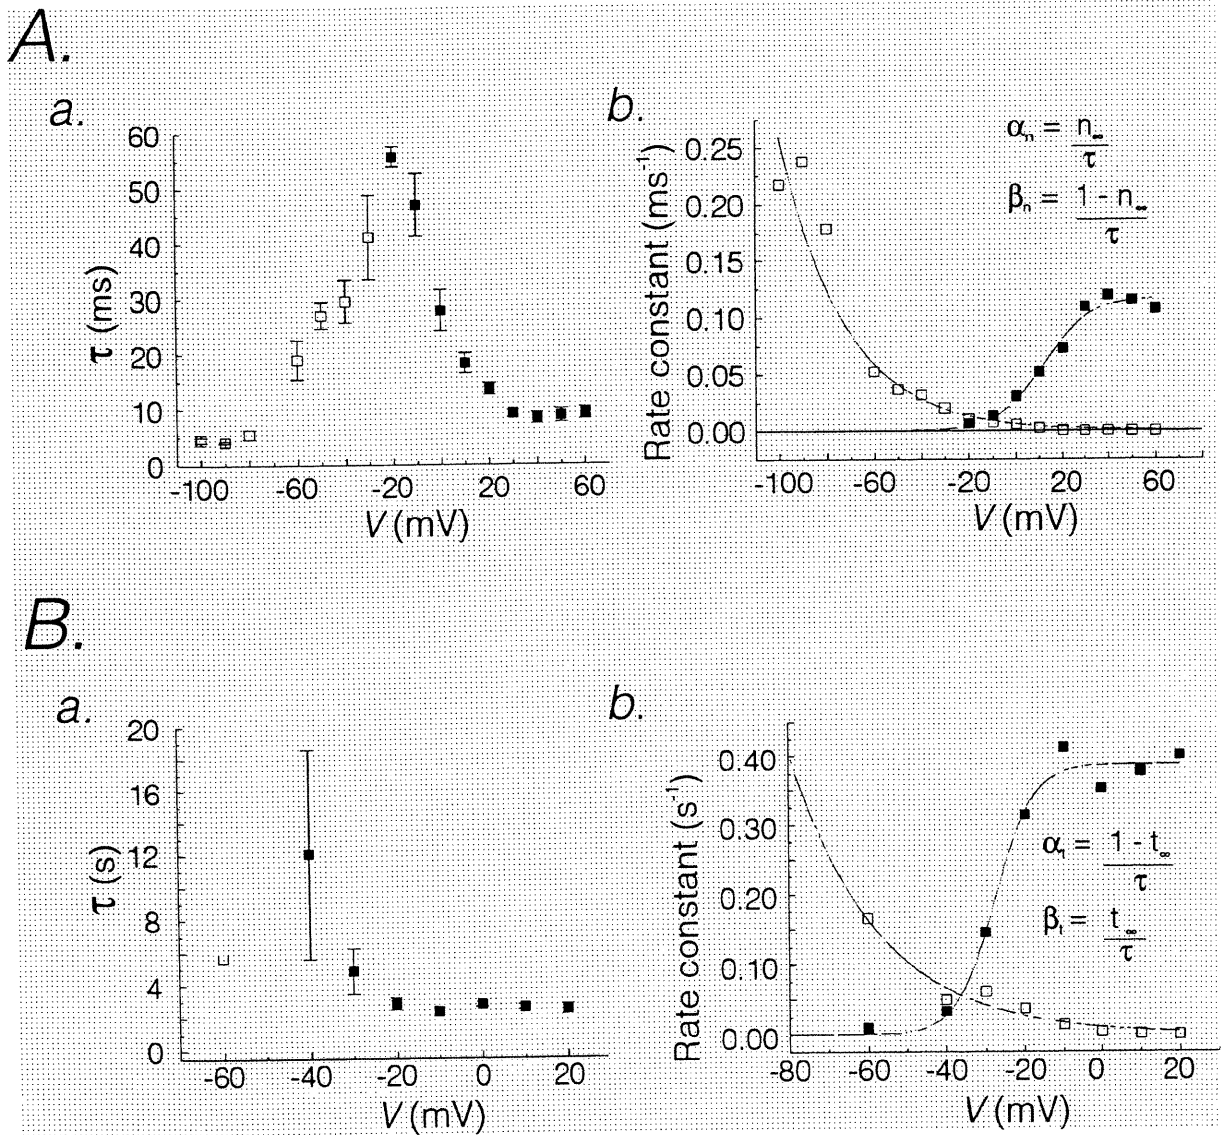 A.
a.
60
50
40
30
20
10
0
τ (ms)
-100 -60 -20 20 60
V (mV)
b.
0.25
0.20
0.15
0.10
0.05
0.00
Rate constant (ms⁻¹)
αₙ = n∞
τ
βₙ = 1 - n∞
τ
-100 -60 -20 20 60
V (mV)
B.
a.
20
16
12
8
4
0
τ (s)
-60 -40 -20 0 20
V (mV)
b.
0.40
0.30
0.20
0.10
0.00
Rate constant (s⁻¹)
αₜ = 1 - t∞
τ
βₜ = t∞
τ
-80 -60 -40 -20 0 20
V (mV)